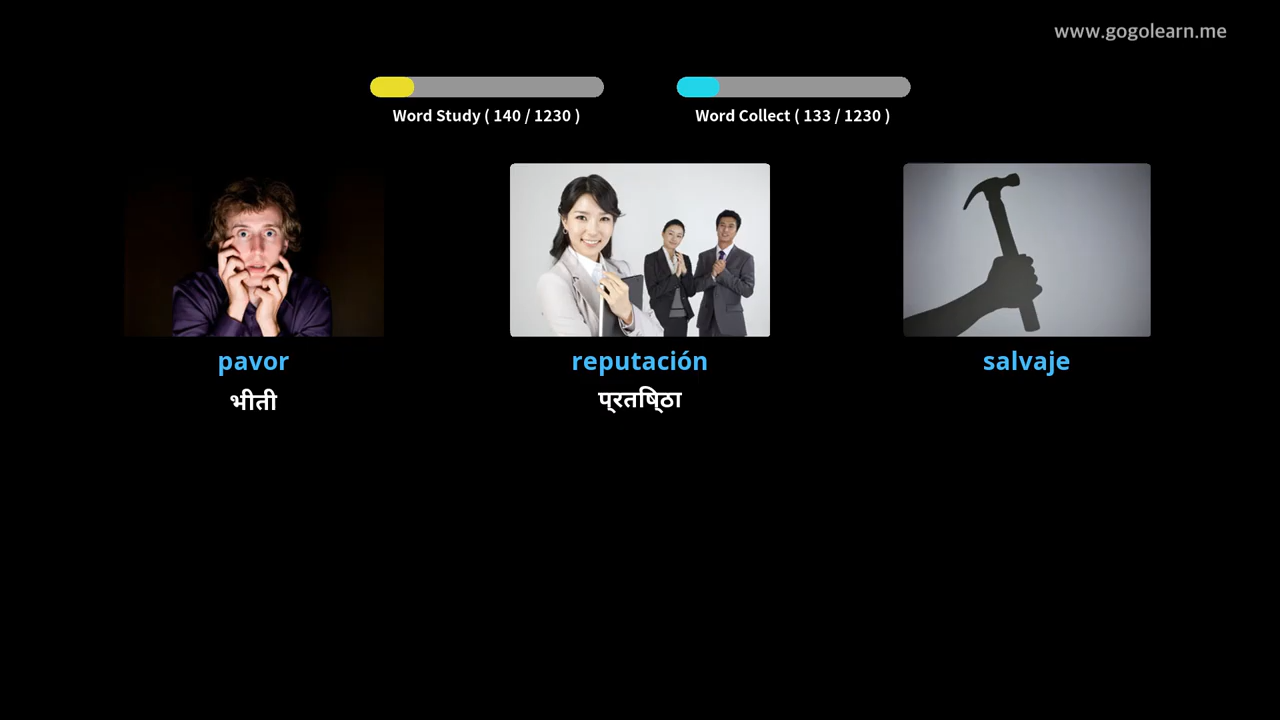 www.gogolearn.me
Word Study ( 140 / 1230 )
Word Collect ( 133 / 1230 )
pavor
reputación
salvaje
भीती
प्रतिष्ठा